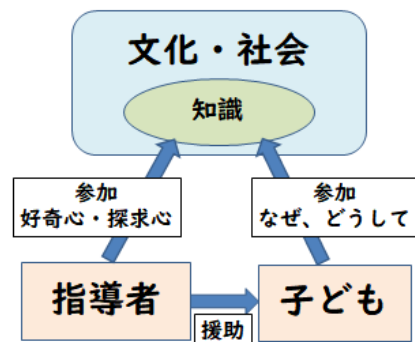 文化・社会
知識
参加
好奇心・探求心
参加
なぜ、どうして
指導者
子ども
援助